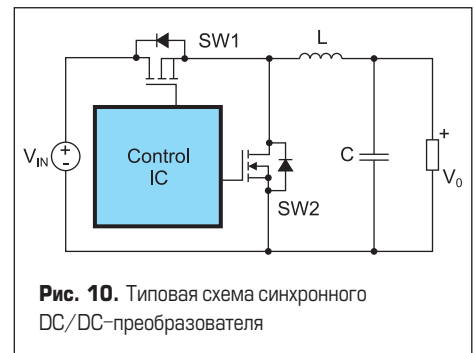 SW1
L
V_IN
+
-
Control
IC
C
+
V_0
SW2
Рис. 10. Типовая схема синхронного
DC/DC-преобразователя